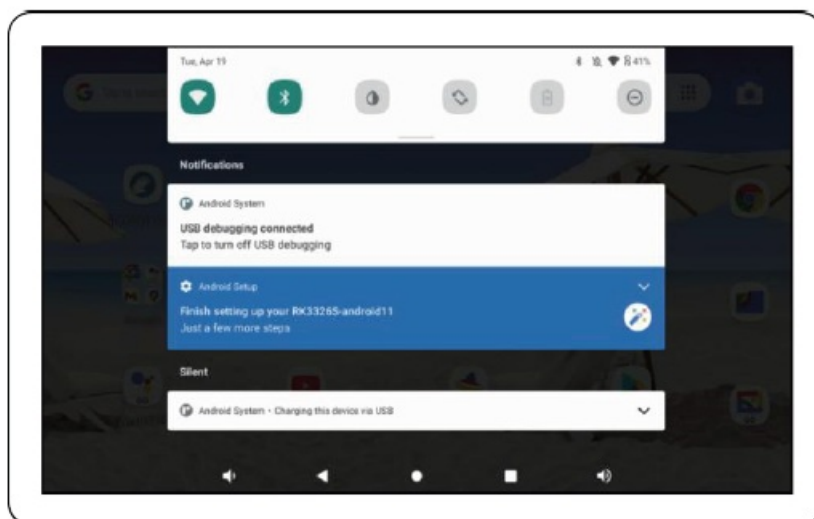 Tue, Apr 19
41%
Notifications
Android System
USB debugging connected
Tap to turn off USB debugging
Android Setup
Finish setting up your RK3326S-android11
Just a few more steps
Silent
Android System • Charging this device via USB